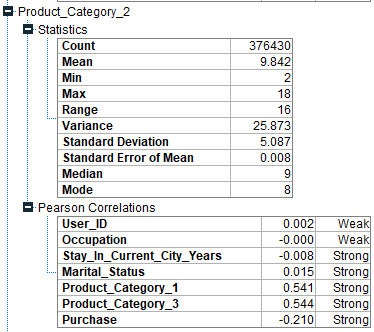 Product_Category_2
Statistics
Count 376430
Mean 9.842
Min 2
Max 18
Range 16
Variance 25.873
Standard Deviation 5.087
Standard Error of Mean 0.008
Median 9
Mode 8
Pearson Correlations
User_ID 0.002 Weak
Occupation -0.000 Weak
Stay_In_Current_City_Years -0.008 Strong
Marital_Status 0.015 Strong
Product_Category_1 0.541 Strong
Product_Category_3 0.544 Strong
Purchase -0.210 Strong